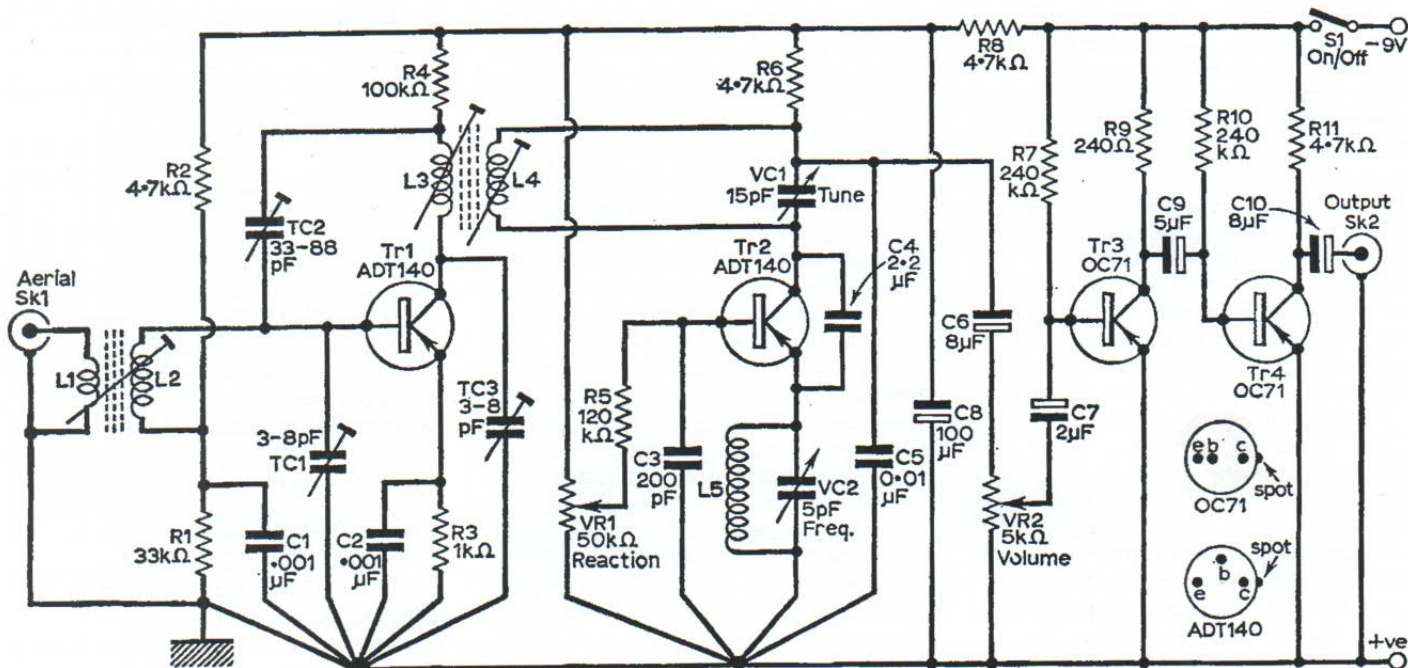 R8
4·7kΩ
S1
On/Off
-9V
R4
100kΩ
R6
4·7kΩ
R2
4·7kΩ
R7
240
kΩ
R9
240Ω
R10
240
kΩ
R11
4·7kΩ
L3
L4
VC1
15pF
Tune
TC2
33-88
pF
Tr1
ADT140
Tr2
ADT140
C4
2·2
μF
Tr3
OC71
C9
5μF
C10
8μF
Output
Sk2
Aerial
Sk1
L1
L2
C6
8μF
Tr4
OC71
TC3
3-8
pF
R5
120
kΩ
3-8pF
TC1
C3
200
pF
L5
VC2
5pF
Freq.
C5
0·01
μF
C8
100
μF
C7
2μF
e
b
c
spot
OC71
R1
33kΩ
C1
·001
μF
C2
·001
μF
R3
1kΩ
VR1
50kΩ
Reaction
VR2
5kΩ
Volume
spot
b
e
c
ADT140
+ve